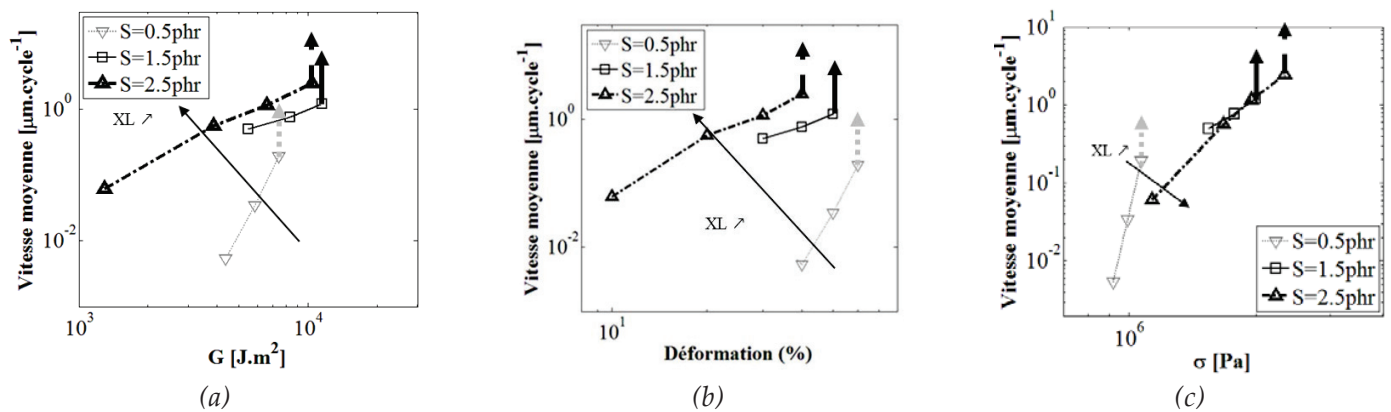 Vitesse moyenne [µm.cycle⁻¹]
S=0.5phr
S=1.5phr
S=2.5phr
XL ↗
10⁰
10⁻²
10³
10⁴
G [J.m²]
(a)
Vitesse moyenne [µm.cycle⁻¹]
S=0.5phr
S=1.5phr
S=2.5phr
XL ↗
10⁰
10⁻²
10¹
Déformation (%)
(b)
Vitesse moyenne [µm.cycle⁻¹]
10¹
10⁰
10⁻¹
10⁻²
XL ↗
S=0.5phr
S=1.5phr
S=2.5phr
10⁶
σ [Pa]
(c)